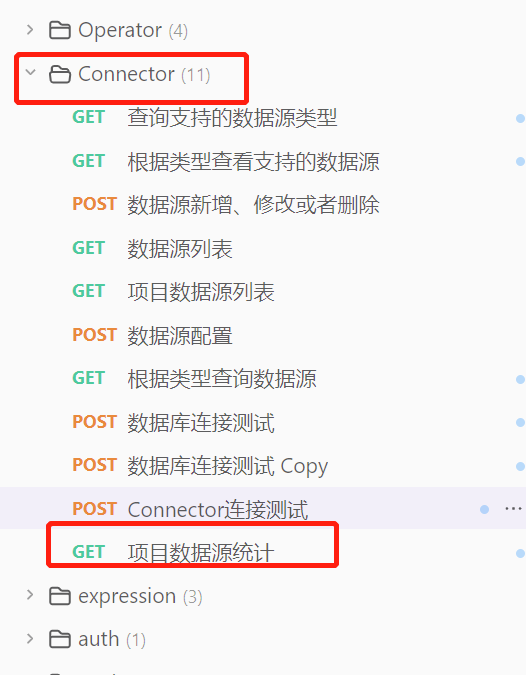 Operator (4)
Connector (11)
GET 查询支持的数据源类型
GET 根据类型查看支持的数据源
POST 数据源新增、修改或者删除
GET 数据源列表
GET 项目数据源列表
POST 数据源配置
GET 根据类型查询数据源
POST 数据库连接测试
POST 数据库连接测试 Copy
POST Connector连接测试
GET 项目数据源统计
expression (3)
auth (1)